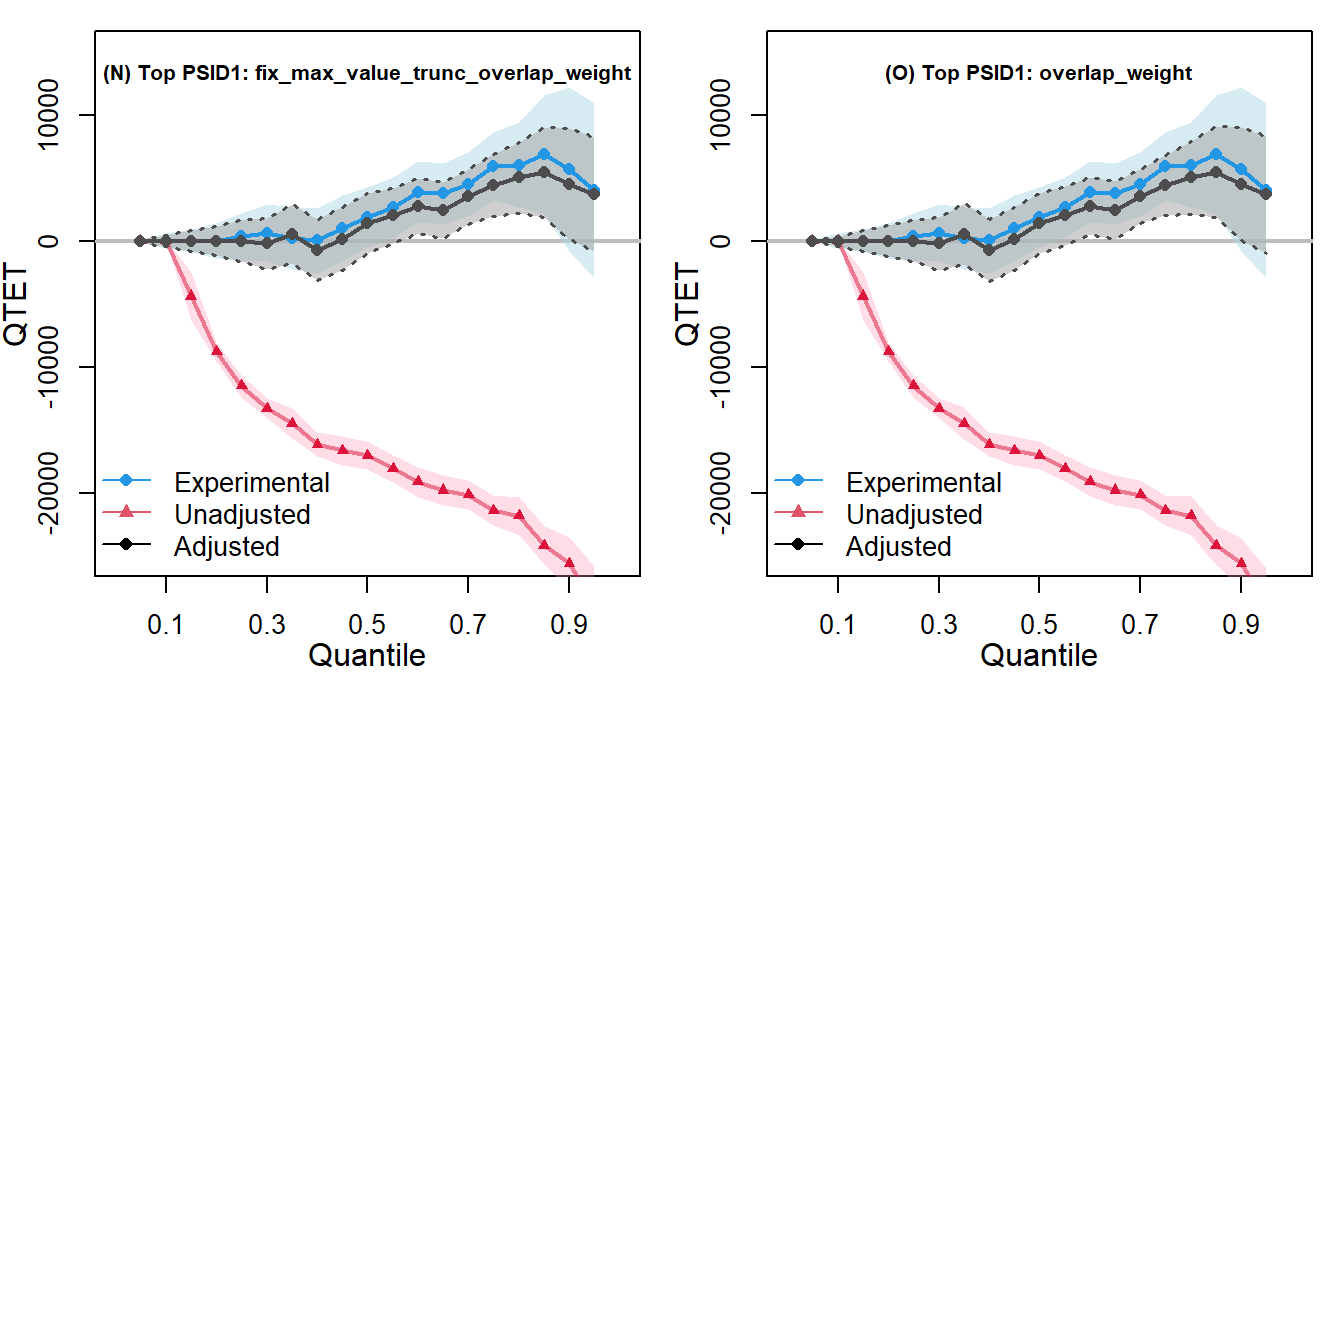 (N) Top PSID1: fix_max_value_trunc_overlap_weight
10000
0
-10000
-20000
QTET
Experimental
Unadjusted
Adjusted
0.1 0.3 0.5 0.7 0.9
Quantile
(O) Top PSID1: overlap_weight
10000
0
-10000
-20000
QTET
Experimental
Unadjusted
Adjusted
0.1 0.3 0.5 0.7 0.9
Quantile